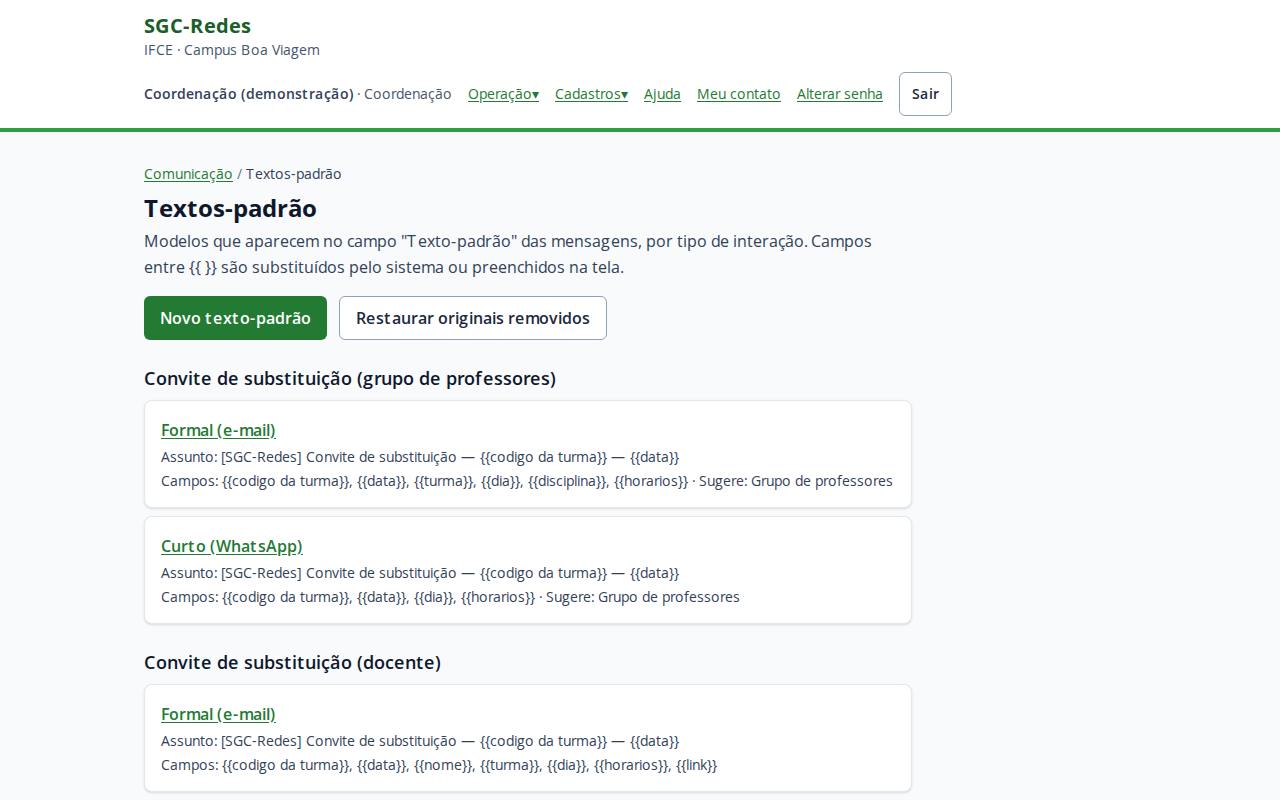 SGC-Redes
IFCE · Campus Boa Viagem
Coordenação (demonstração) · Coordenação Operação▾ Cadastros▾ Ajuda Meu contato Alterar senha Sair
Comunicação / Textos-padrão
Textos-padrão
Modelos que aparecem no campo "Texto-padrão" das mensagens, por tipo de interação. Campos
entre {{ }} são substituídos pelo sistema ou preenchidos na tela.
Novo texto-padrão Restaurar originais removidos
Convite de substituição (grupo de professores)
Formal (e-mail)
Assunto: [SGC-Redes] Convite de substituição — {{codigo da turma}} — {{data}}
Campos: {{codigo da turma}}, {{data}}, {{turma}}, {{dia}}, {{disciplina}}, {{horarios}} · Sugere: Grupo de professores
Curto (WhatsApp)
Assunto: [SGC-Redes] Convite de substituição — {{codigo da turma}} — {{data}}
Campos: {{codigo da turma}}, {{data}}, {{dia}}, {{horarios}} · Sugere: Grupo de professores
Convite de substituição (docente)
Formal (e-mail)
Assunto: [SGC-Redes] Convite de substituição — {{codigo da turma}} — {{data}}
Campos: {{codigo da turma}}, {{data}}, {{nome}}, {{turma}}, {{dia}}, {{horarios}}, {{link}}